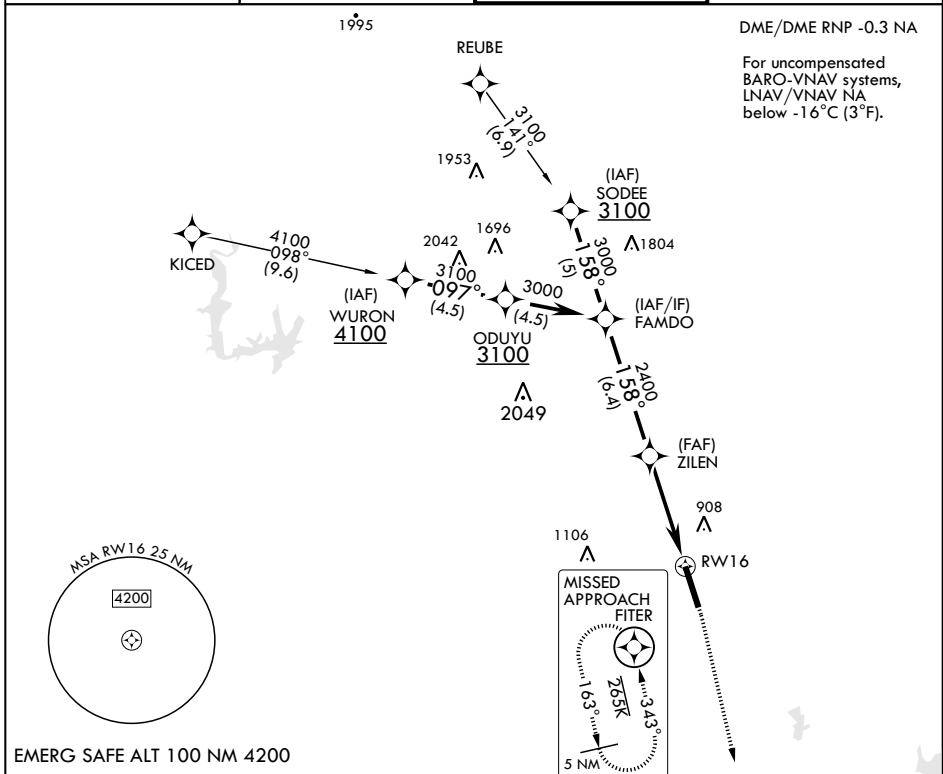 1995
REUBE
DME/DME RNP -0.3 NA
For uncompensated
BARO-VNAV systems,
LNAV/VNAV NA
below -16°C (3°F).
3100
141°
(6.9)
1953
(IAF)
SODEE
3100
KICED
4100
098°
(9.6)
2042
1696
1804
3000
158°
(5)
(IAF)
WURON
4100
3100
097°
(4.5)
ODUYU
3100
3000
(4.5)
(IAF/IF)
FAMDO
2049
2400
158°
(6.4)
(FAF)
ZILEN
908
1106
RW16
MSA RW16 25 NM
4200
MISSED
APPROACH
FITER
163°
265K
343°
5 NM
EMERG SAFE ALT 100 NM 4200